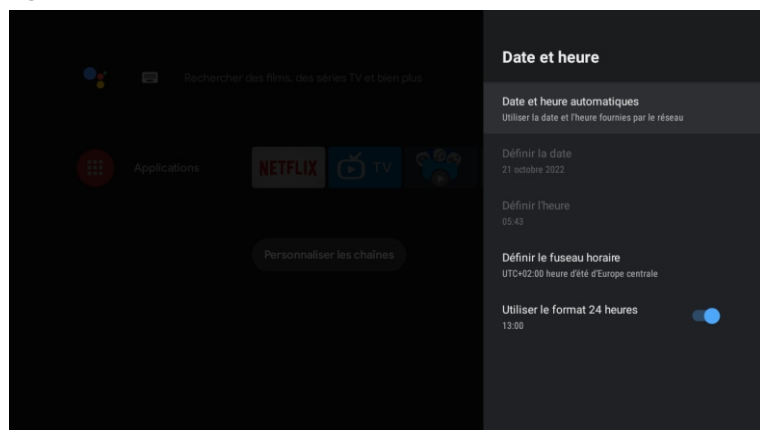 Rechercher des films, des séries TV et bien plus
Applications
NETFLIX
TV
Personnaliser les chaînes
Date et heure
Date et heure automatiques
Utiliser la date et l'heure fournies par le réseau
Définir la date
21 octobre 2022
Définir l'heure
05:43
Définir le fuseau horaire
UTC+02:00 heure d'été d'Europe centrale
Utiliser le format 24 heures
13:00